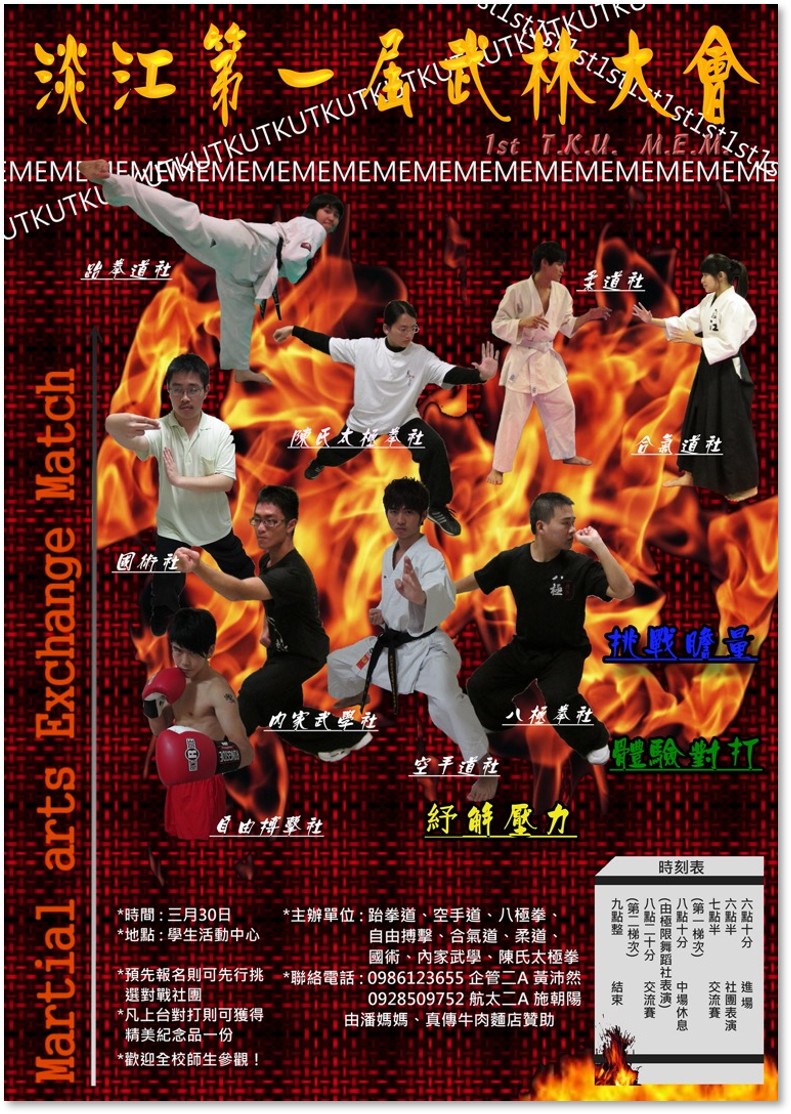 淡江第一届武林大會
1st T.K.U. M.E.M.
MEMEMEMEMEMEMEMEMEMEMEMEMEMEMEMEME
跆拳道社
柔道社
陳氏太極拳社
合氣道社
國術社
內家武學社
八極拳社
空手道社
自由搏擊社
八極
挑戰瞻量
體驗對打
紓解壓力
Martial arts Exchange Match
*時間：三月30日
*地點：學生活動中心
*預先報名則可先行挑
選對戰社團
*凡上台對打則可獲得
精美紀念品一份
*歡迎全校師生參觀！
*主辦單位：跆拳道、空手道、八極拳、
自由搏擊、合氣道、柔道、
國術、內家武學、陳氏太極拳
*聯絡電話：0986123655 企管二A 黃沛然
0928509752 航太二A 施朝陽
由潘媽媽、真傳牛肉麵店贊助
時刻表
六點十分 進場
六點半 社團表演
七點半 交流賽
(第一梯次)
八點十分 中場休息
(由極限舞蹈社表演)
八點二十分 交流賽
(第二梯次)
九點整 結束